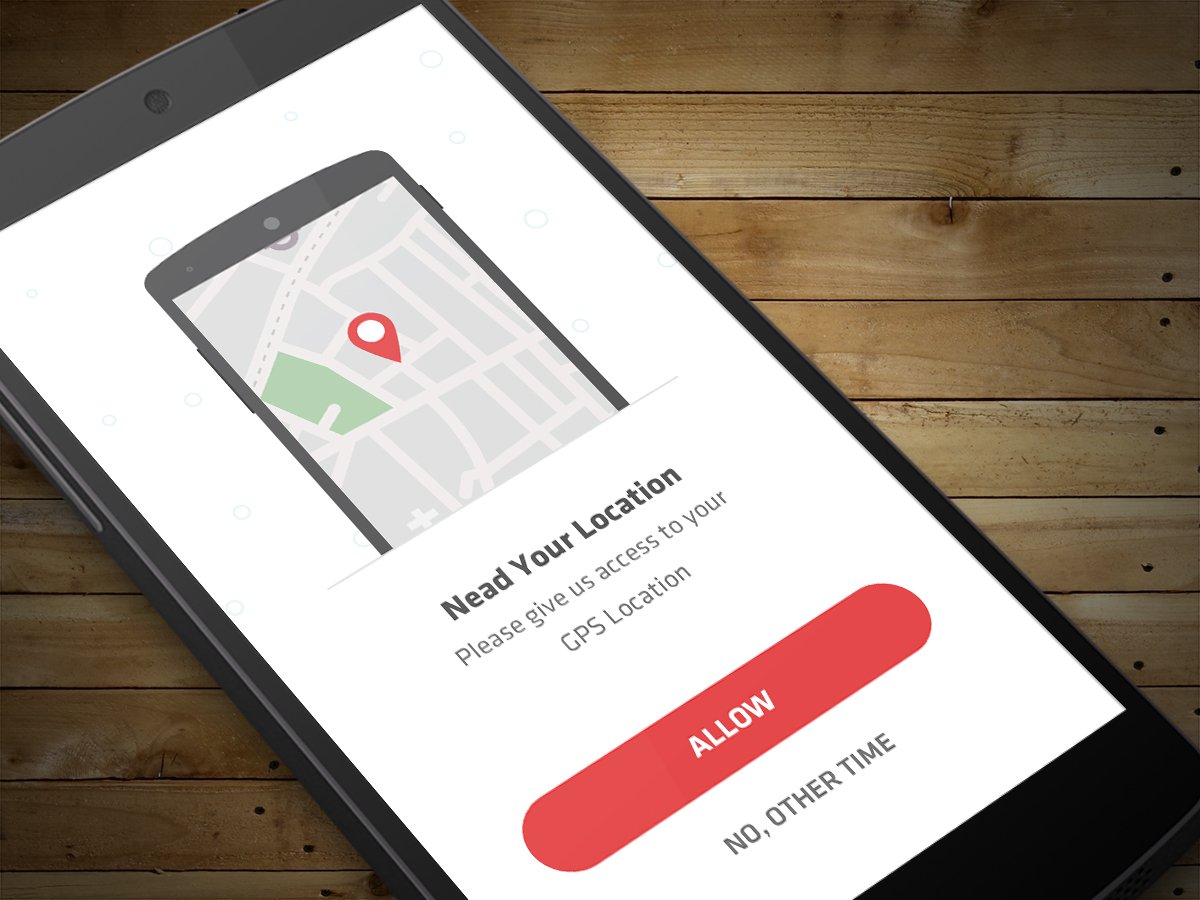 Nead Your Location
Please give us access to your
GPS Location
ALLOW
NO, OTHER TIME